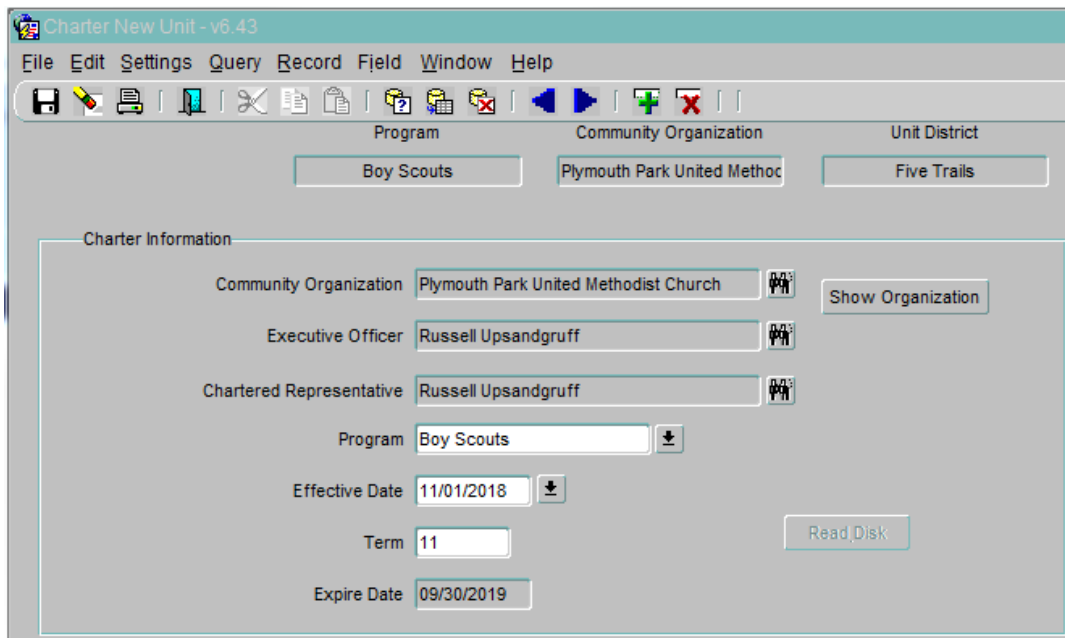 Charter New Unit - v6.43
File Edit Settings Query Record Field Window Help
Program Community Organization Unit District
Boy Scouts Plymouth Park United Methoc Five Trails
Charter Information
Community Organization Plymouth Park United Methodist Church Show Organization
Executive Officer Russell Upsandgruff
Chartered Representative Russell Upsandgruff
Program Boy Scouts
Effective Date 11/01/2018
Term 11 Read Disk
Expire Date 09/30/2019